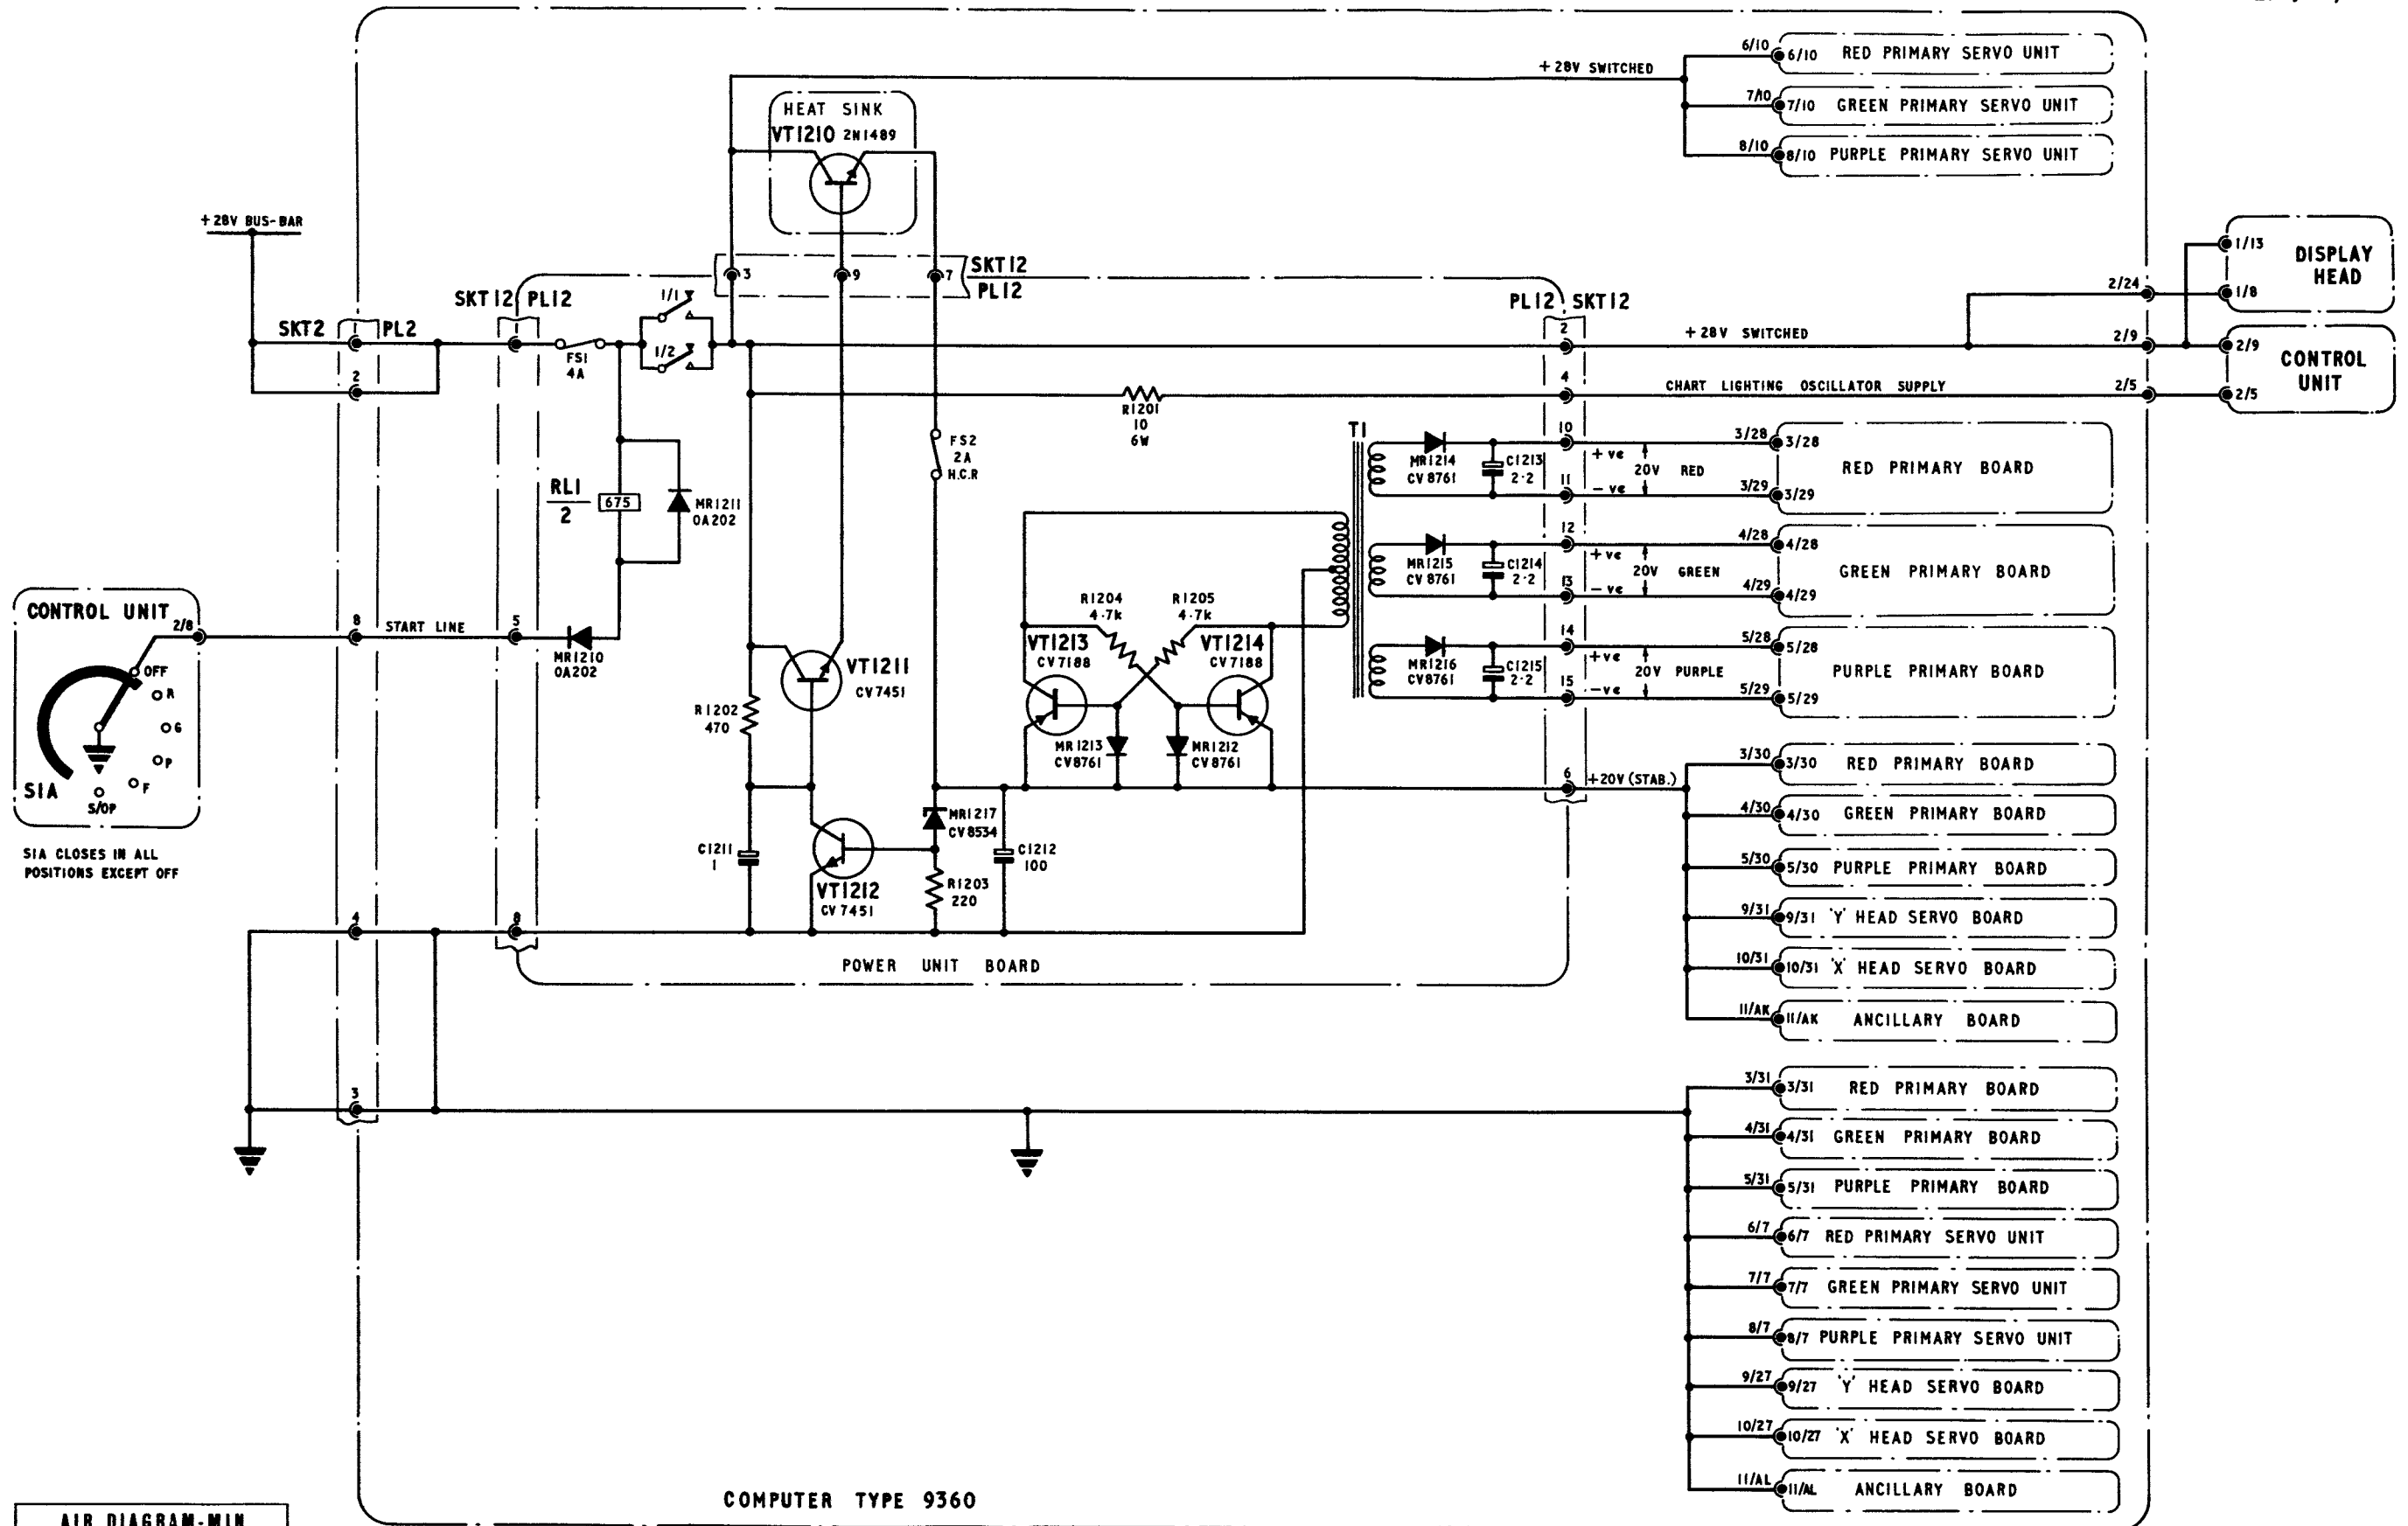 +28V SWITCHED
6/10
6/10 RED PRIMARY SERVO UNIT
7/10
7/10 GREEN PRIMARY SERVO UNIT
8/10
8/10 PURPLE PRIMARY SERVO UNIT
HEAT SINK
VT1210 2N1489
+28V BUS-BAR
3
9
7
SKT12
PL12
SKT2
PL2
2
SKT12 PL12
FS1
4A
1/1
1/2
PL12 SKT12
2
+28V SWITCHED
2/24
1/13
1/8
DISPLAY
HEAD
2/9
2/9
CONTROL
UNIT
4
CHART LIGHTING OSCILLATOR SUPPLY
2/5
2/5
R1201
10
6W
FS2
2A
H.C.R
RL1
2
675
MR1211
OA202
T1
MR1214
CV8761
C1213
2·2
10
+ve
20V RED
11
-ve
3/28
3/28
3/29
3/29
RED PRIMARY BOARD
MR1215
CV8761
C1214
2·2
12
+ve
20V GREEN
13
-ve
4/28
4/28
4/29
4/29
GREEN PRIMARY BOARD
MR1216
CV8761
C1215
2·2
14
+ve
20V PURPLE
15
-ve
5/28
5/28
5/29
5/29
PURPLE PRIMARY BOARD
CONTROL UNIT
2/8
OFF
R
G
P
F
S/OP
S1A
S1A CLOSES IN ALL
POSITIONS EXCEPT OFF
8
START LINE
5
MR1210
OA202
R1202
470
VT1211
CV7451
R1204
4.7k
R1205
4.7k
VT1213
CV7188
VT1214
CV7188
MR1213
CV8761
MR1212
CV8761
C1211
1
VT1212
CV7451
MR1217
CV8534
R1203
220
C1212
100
6
+20V (STAB.)
3/30
3/30 RED PRIMARY BOARD
4/30
4/30 GREEN PRIMARY BOARD
5/30
5/30 PURPLE PRIMARY BOARD
9/31
9/31 'Y' HEAD SERVO BOARD
10/31
10/31 'X' HEAD SERVO BOARD
11/AK
11/AK ANCILLARY BOARD
4
8
POWER UNIT BOARD
3
3/31
3/31 RED PRIMARY BOARD
4/31
4/31 GREEN PRIMARY BOARD
5/31
5/31 PURPLE PRIMARY BOARD
6/7
6/7 RED PRIMARY SERVO UNIT
7/7
7/7 GREEN PRIMARY SERVO UNIT
8/7
8/7 PURPLE PRIMARY SERVO UNIT
9/27
9/27 'Y' HEAD SERVO BOARD
10/27
10/27 'X' HEAD SERVO BOARD
11/AL
11/AL ANCILLARY BOARD
COMPUTER TYPE 9360
AIR DIAGRAM-MIN